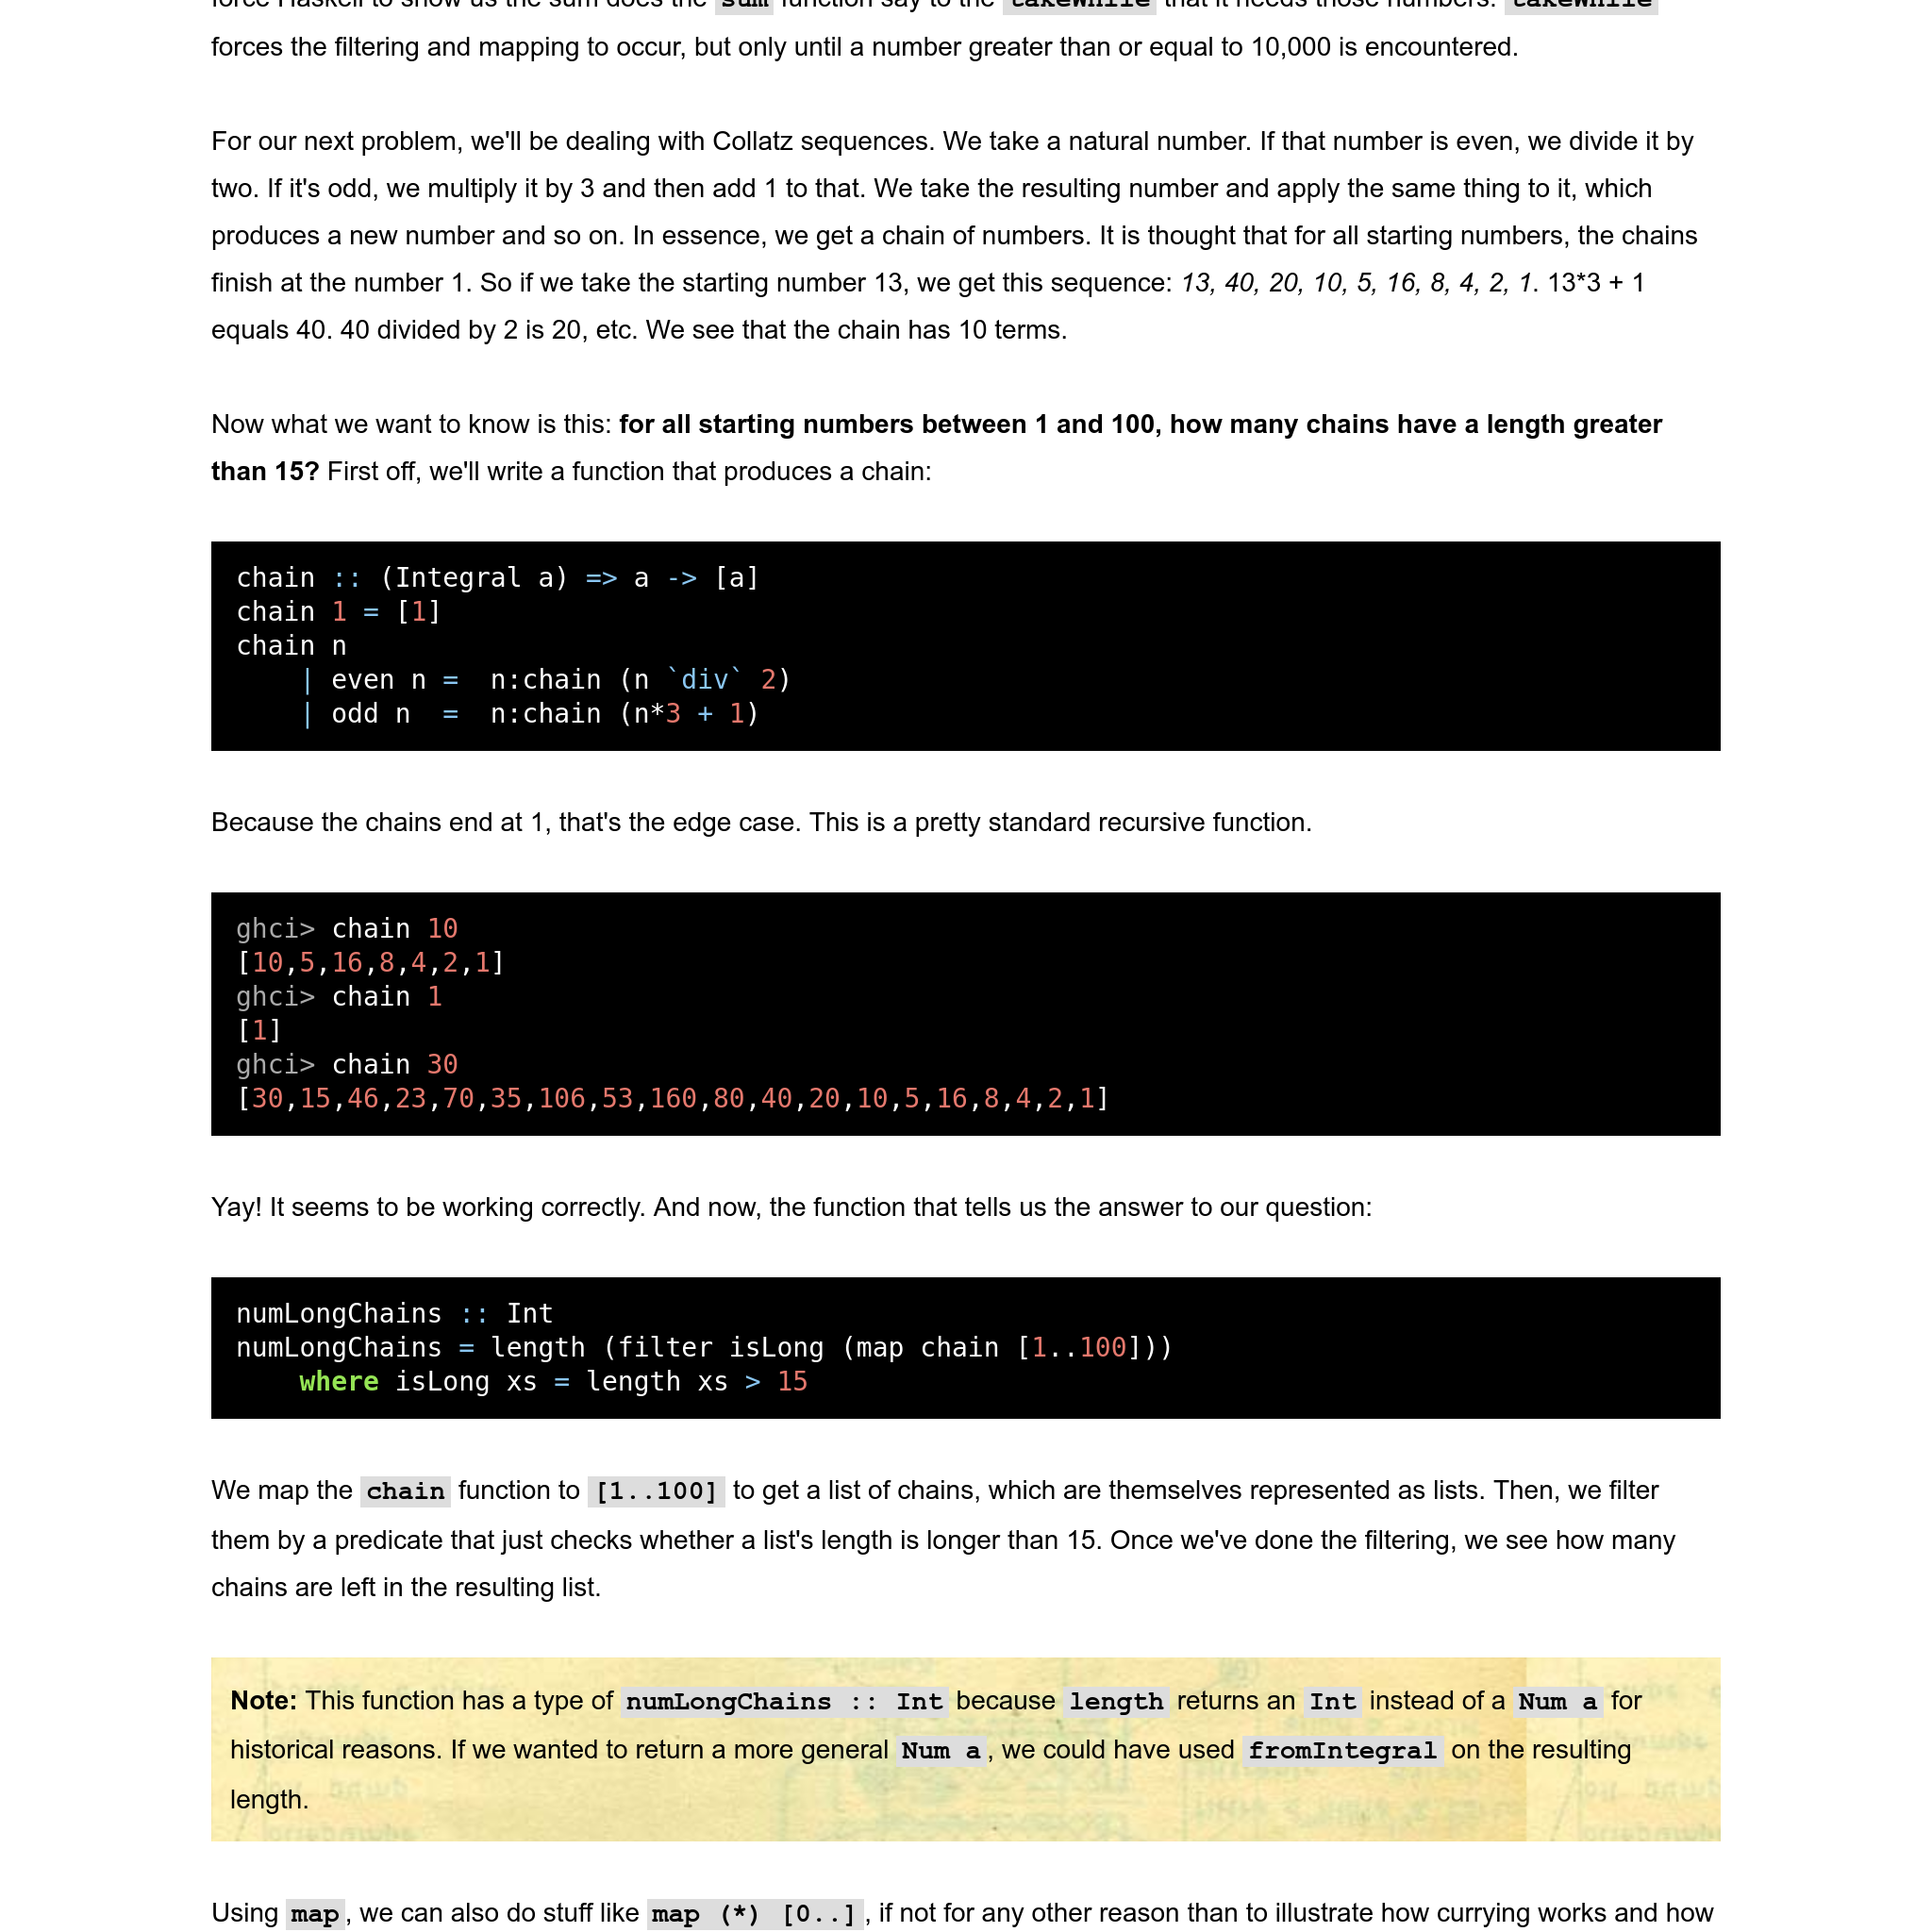 force Haskell to show us the sum does the sum function say to the takeWhile that it needs those numbers. takeWhile
forces the filtering and mapping to occur, but only until a number greater than or equal to 10,000 is encountered.
For our next problem, we'll be dealing with Collatz sequences. We take a natural number. If that number is even, we divide it by
two. If it's odd, we multiply it by 3 and then add 1 to that. We take the resulting number and apply the same thing to it, which
produces a new number and so on. In essence, we get a chain of numbers. It is thought that for all starting numbers, the chains
finish at the number 1. So if we take the starting number 13, we get this sequence: 13, 40, 20, 10, 5, 16, 8, 4, 2, 1. 13*3 + 1
equals 40. 40 divided by 2 is 20, etc. We see that the chain has 10 terms.
Now what we want to know is this: for all starting numbers between 1 and 100, how many chains have a length greater
than 15? First off, we'll write a function that produces a chain:
chain :: (Integral a) => a -> [a]
chain 1 = [1]
chain n
    | even n =  n:chain (n `div` 2)
    | odd n  =  n:chain (n*3 + 1)
Because the chains end at 1, that's the edge case. This is a pretty standard recursive function.
ghci> chain 10
[10,5,16,8,4,2,1]
ghci> chain 1
[1]
ghci> chain 30
[30,15,46,23,70,35,106,53,160,80,40,20,10,5,16,8,4,2,1]
Yay! It seems to be working correctly. And now, the function that tells us the answer to our question:
numLongChains :: Int
numLongChains = length (filter isLong (map chain [1..100]))
    where isLong xs = length xs > 15
We map the chain function to [1..100] to get a list of chains, which are themselves represented as lists. Then, we filter
them by a predicate that just checks whether a list's length is longer than 15. Once we've done the filtering, we see how many
chains are left in the resulting list.
Note: This function has a type of numLongChains :: Int because length returns an Int instead of a Num a for
historical reasons. If we wanted to return a more general Num a, we could have used fromIntegral on the resulting
length.
Using map, we can also do stuff like map (*) [0..], if not for any other reason than to illustrate how currying works and how